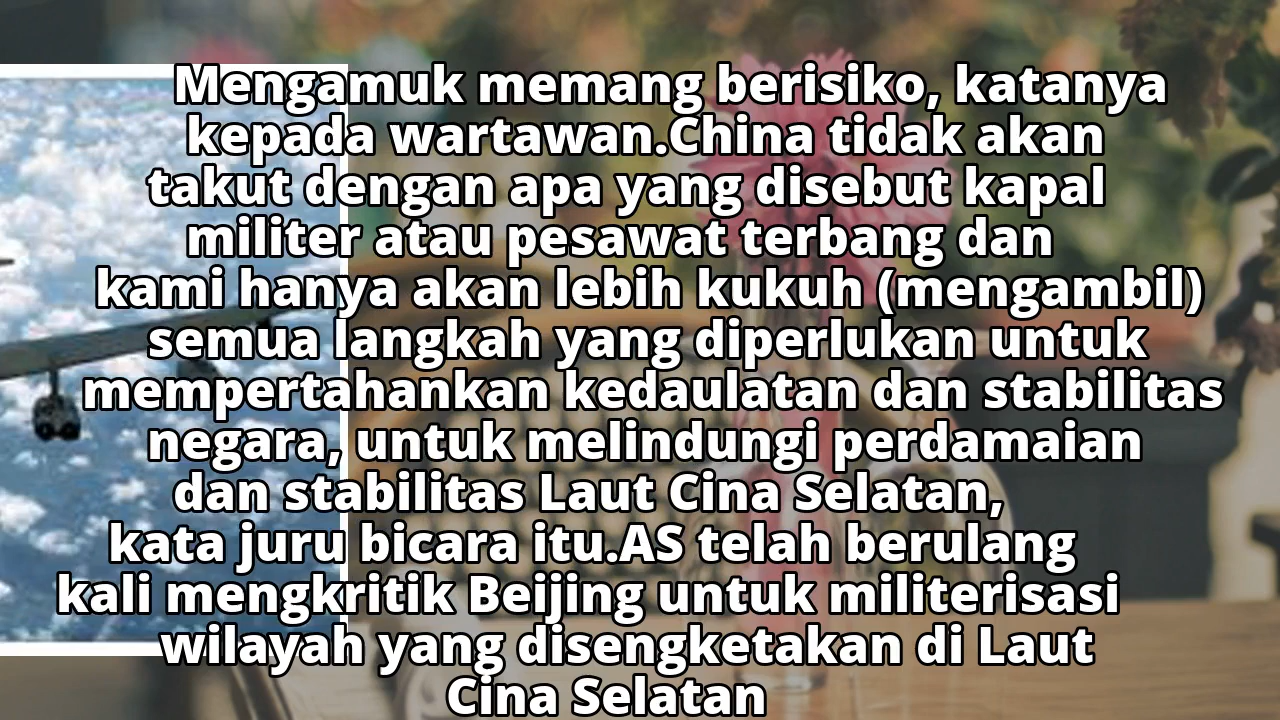 Mengamuk memang berisiko, katanya
kepada wartawan.China tidak akan
takut dengan apa yang disebut kapal
militer atau pesawat terbang dan
kami hanya akan lebih kukuh (mengambil)
semua langkah yang diperlukan untuk
mempertahankan kedaulatan dan stabilitas
negara, untuk melindungi perdamaian
dan stabilitas Laut Cina Selatan,
kata juru bicara itu.AS telah berulang
kali mengkritik Beijing untuk militerisasi
wilayah yang disengketakan di Laut
Cina Selatan